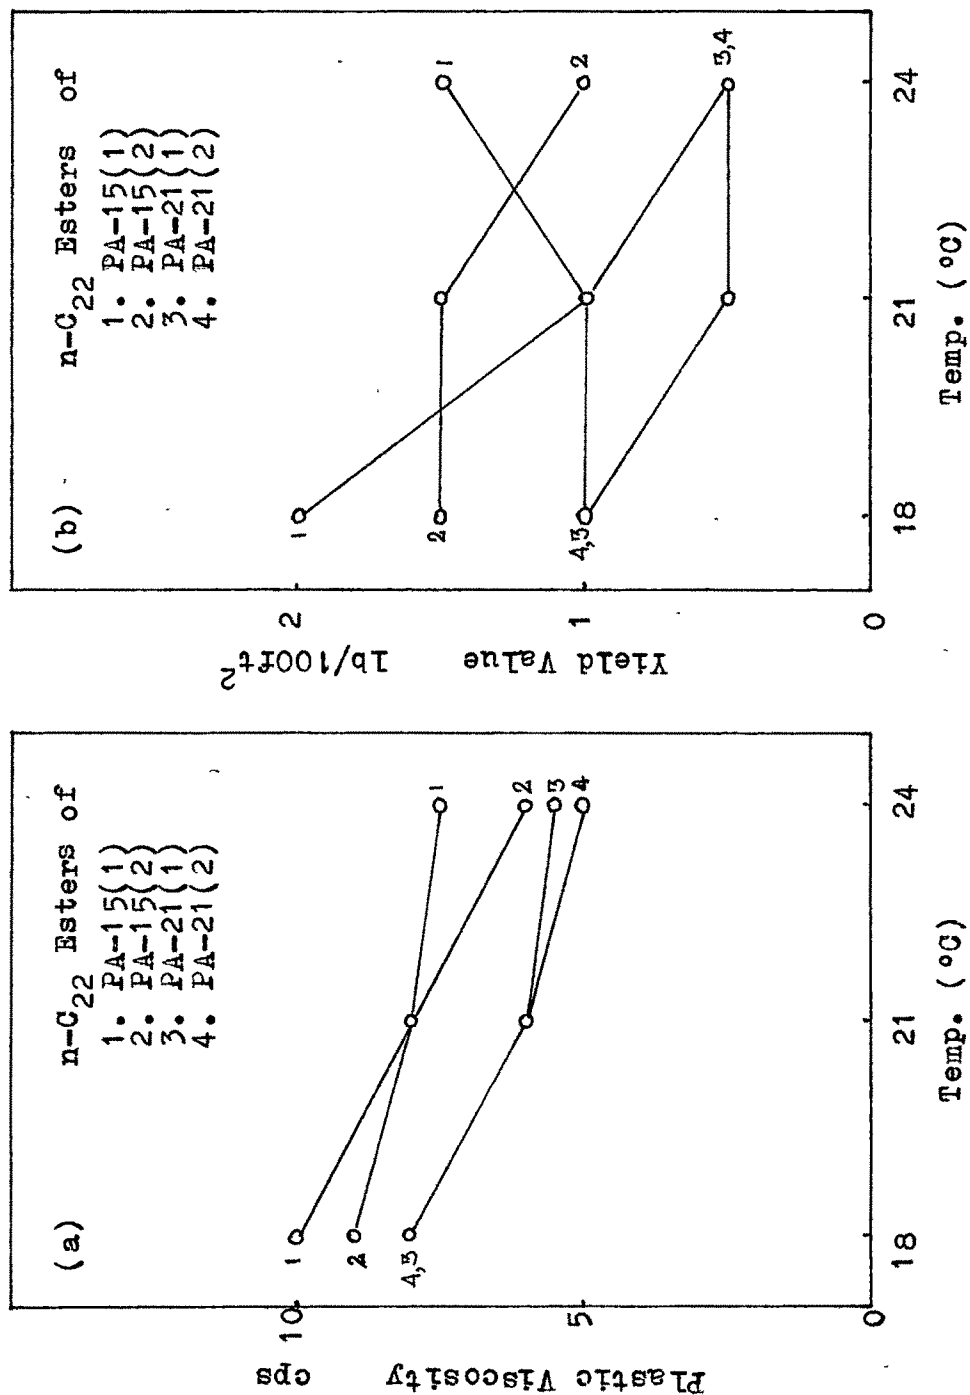 (a)
n-C22 Esters of
1. PA-15(1)
2. PA-15(2)
3. PA-21(1)
4. PA-21(2)
Plastic Viscosity cps
10
5
0
1
2
4,3
1
2
3
4
18
21
24
Temp. (°C)
(b)
n-C22 Esters of
1. PA-15(1)
2. PA-15(2)
3. PA-21(1)
4. PA-21(2)
Yield Value lb/100ft2
2
1
0
1
2
4,3
1
2
3,4
18
21
24
Temp. (°C)